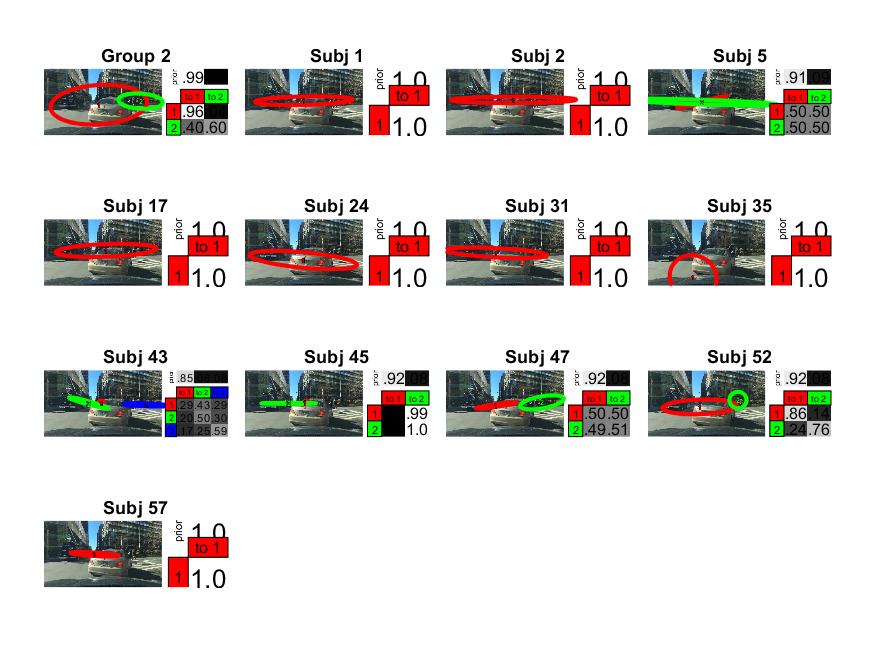 Group 2
prior .99
to 1 to 2
1 .96
2 .40 .60
Subj 1
prior 1.0
to 1
1 1.0
Subj 2
prior 1.0
to 1
1 1.0
Subj 5
prior .91 .09
to 1 to 2
1 .50 .50
2 .50 .50
Subj 17
prior 1.0
to 1
1 1.0
Subj 24
prior 1.0
to 1
1 1.0
Subj 31
prior 1.0
to 1
1 1.0
Subj 35
prior 1.0
to 1
1 1.0
Subj 43
prior .85
to 1 to 2
1 .29 .43 .29
2 .20 .50 .30
.17 .25 .59
Subj 45
prior .92 .08
to 1 to 2
1 .99
2 1.0
Subj 47
prior .92 .08
to 1 to 2
1 .50 .50
2 .49 .51
Subj 52
prior .92 .08
to 1 to 2
1 .86 .14
2 .24 .76
Subj 57
prior 1.0
to 1
1 1.0